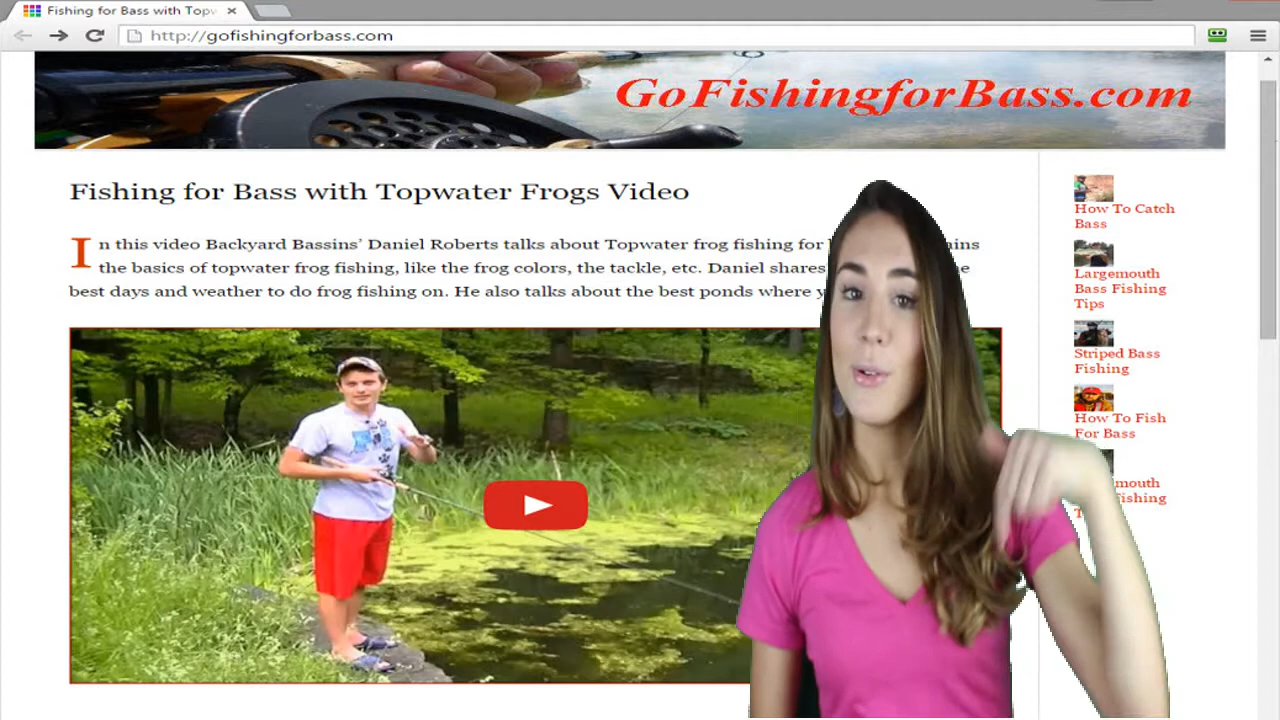 Fishing for Bass with Topw
http://gofishingforbass.com
GoFishingforBass.com
Fishing for Bass with Topwater Frogs Video
In this video Backyard Bassins’ Daniel Roberts talks about Topwater frog fishing for
the basics of topwater frog fishing, like the frog colors, the tackle, etc. Daniel shares
best days and weather to do frog fishing on. He also talks about the best ponds where
How To Catch
Bass
Largemouth
Bass Fishing
Tips
Striped Bass
Fishing
How To Fish
For Bass